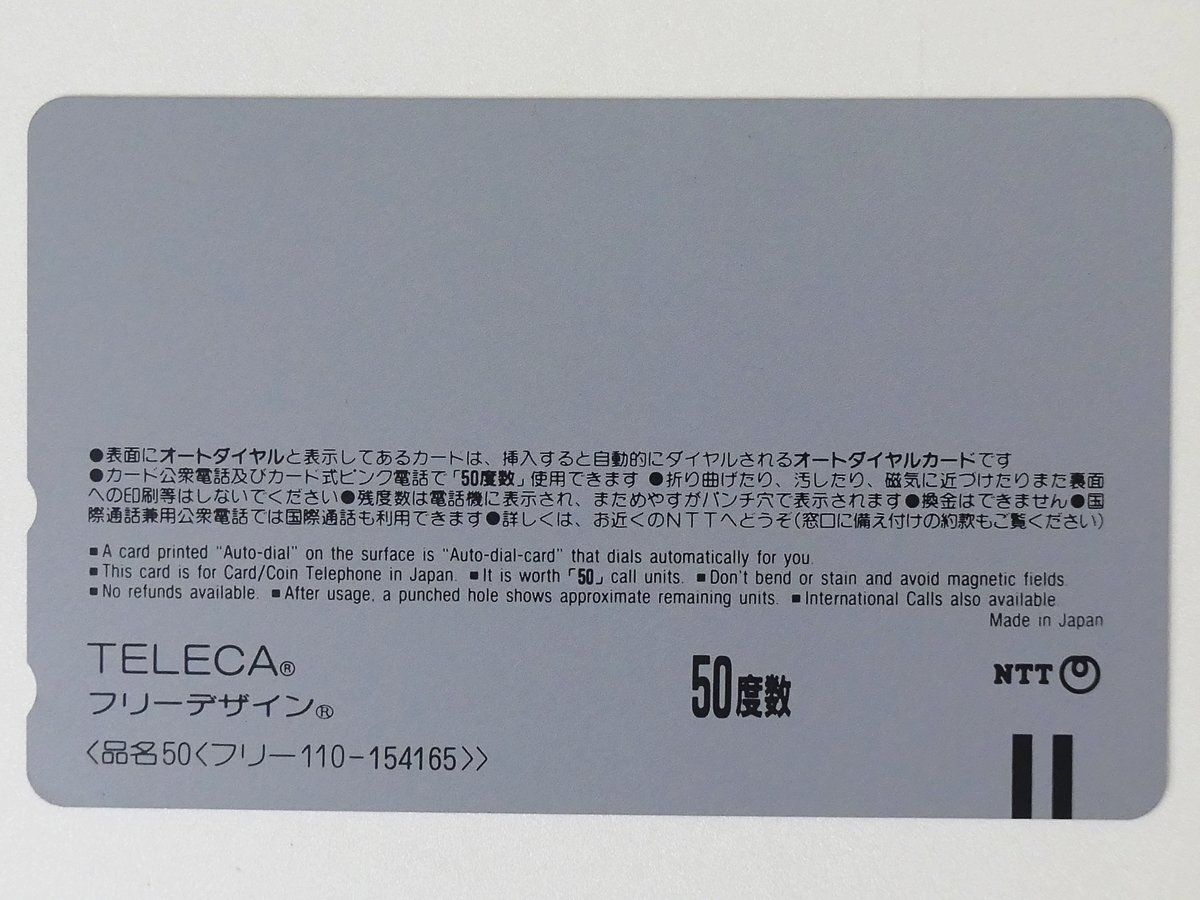 ●表面にオートダイヤルと表示してあるカードは、挿入すると自動的にダイヤルされるオートダイヤルカードです
●カード公衆電話及びカード式ピンク電話で「50度数」使用できます ●折り曲げたり、汚したり、磁気に近づけたりまた裏面
への印刷等はしないでください●残度数は電話機に表示され、まためやすがパンチ穴で表示されます●換金はできません●国
際通話兼用公衆電話では国際通話も利用できます●詳しくは、お近くのNTTへどうぞ(窓口に備え付けの約款もご覧ください)
■A card printed "Auto-dial" on the surface is "Auto-dial-card" that dials automatically for you.
■This card is for Card/Coin Telephone in Japan. ■It is worth「50」call units. ■Don't bend or stain and avoid magnetic fields.
■No refunds available. ■After usage, a punched hole shows approximate remaining units. ■International Calls also available.
Made in Japan
TELECA®
フリーデザイン®
50度数
NTT
〈品名50〈フリー110-154165〉〉